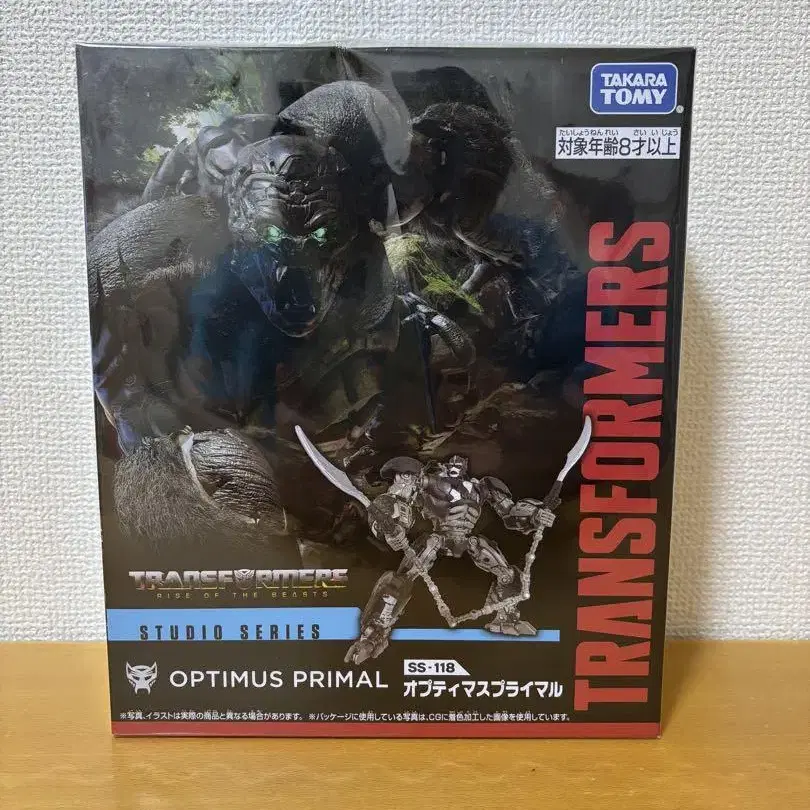 TAKARA
TOMY
たいしょうねんれい さい いじょう
対象年齢8才以上
TRANSFORMERS
TRANSFORMERS
RISE OF THE BEASTS
STUDIO SERIES
OPTIMUS PRIMAL
SS-118
オプティマスプライマル
※写真、イラストは実際の商品と異なる場合があります。 ※パッケージに使用している写真は、CGに着色加工した画像を使用しています。